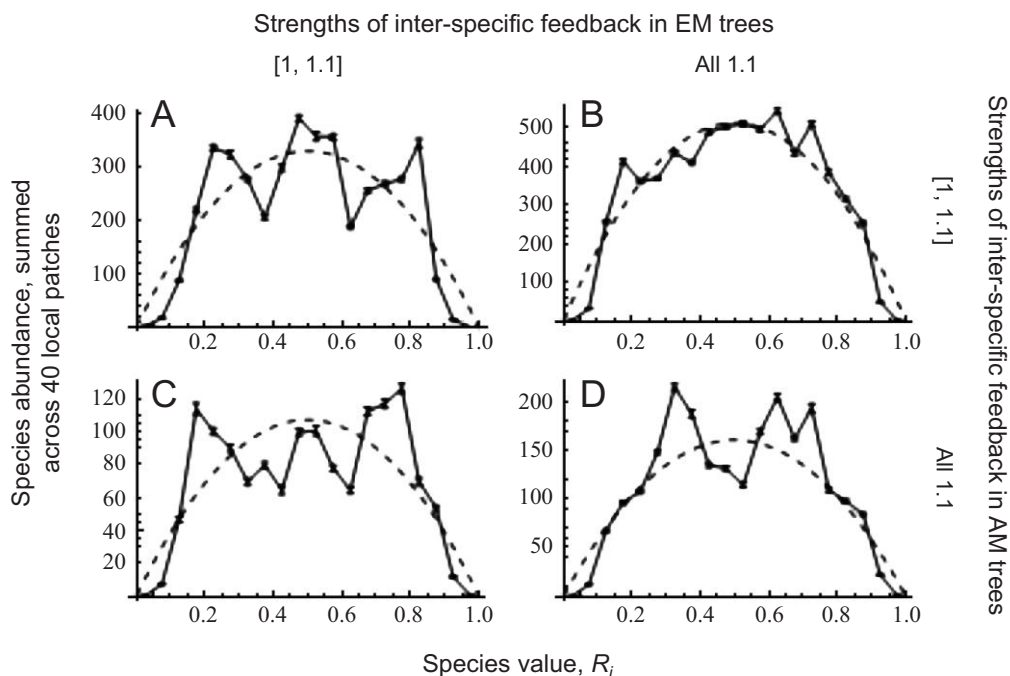 Strengths of inter-specific feedback in EM trees
[1, 1.1]
All 1.1
A
400
300
200
100
0.2 0.4 0.6 0.8 1.0
B
500
400
300
200
100
0.2 0.4 0.6 0.8 1.0
C
120
100
80
60
40
20
0.2 0.4 0.6 0.8 1.0
D
200
150
100
50
0.2 0.4 0.6 0.8 1.0
Species abundance, summed
across 40 local patches
[1, 1.1]
All 1.1
Strengths of inter-specific feedback in AM trees
Species value, Ri